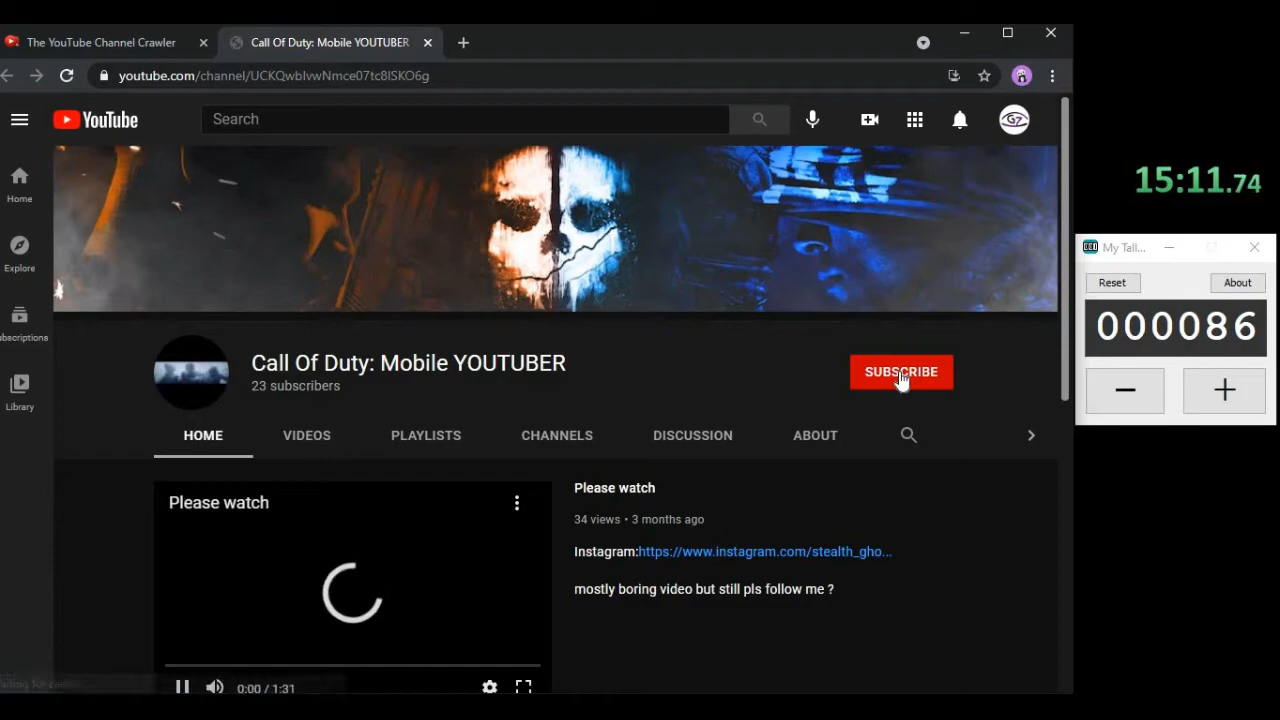 The YouTube Channel Crawler
Call Of Duty: Mobile YOUTUBER
youtube.com/channel/UCKQwbIvwNmce07tc8ISKO6g
YouTube
Search
G7
Home
Explore
ubscriptions
Library
Call Of Duty: Mobile YOUTUBER
23 subscribers
SUBSCRIBE
HOME VIDEOS PLAYLISTS CHANNELS DISCUSSION ABOUT
Please watch
0:00 / 1:31
Please watch
34 views • 3 months ago
Instagram:https://www.instagram.com/stealth_gho...
mostly boring video but still pls follow me ?
15:11.74
My Tall...
Reset About
000086
− +